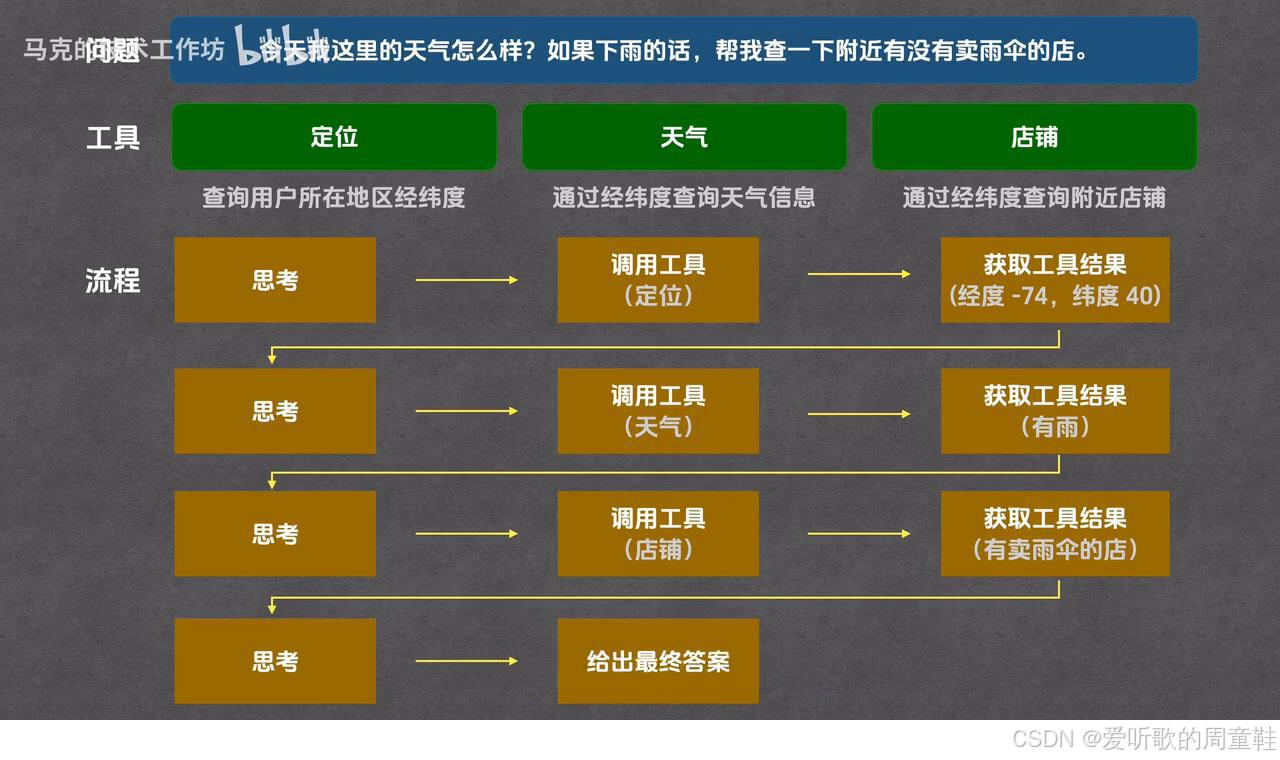 马克的技术工作坊 bilibili
问题
今天我这里的天气怎么样？如果下雨的话，帮我查一下附近有没有卖雨伞的店。
工具
定位
天气
店铺
查询用户所在地区经纬度
通过经纬度查询天气信息
通过经纬度查询附近店铺
流程
思考
调用工具
（定位）
获取工具结果
（经度 -74，纬度 40）
思考
调用工具
（天气）
获取工具结果
（有雨）
思考
调用工具
（店铺）
获取工具结果
（有卖雨伞的店）
思考
给出最终答案
CSDN @爱听歌的周童鞋